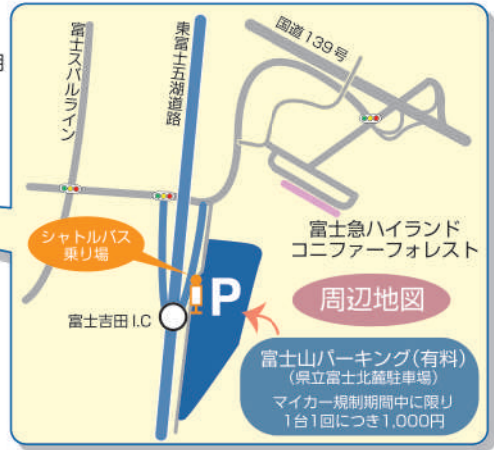 国道139号
富士スバルライン
東富士五湖道路
シャトルバス
乗り場
富士急ハイランド
コニファーフォレスト
P
周辺地図
富士吉田I.C
富士山パーキング(有料)
(県立富士北麓駐車場)
マイカー規制期間中に限り
1台1回につき1,000円